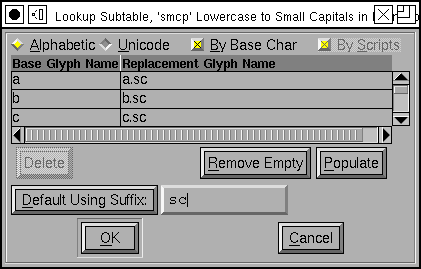 Lookup Subtable, 'smcp' Lowercase to Small Capitals in
Alphabetic Unicode By Base Char By Scripts
Base Glyph Name Replacement Glyph Name
a a.sc
b b.sc
c c.sc
Delete Remove Empty Populate
Default Using Suffix: sc
OK Cancel